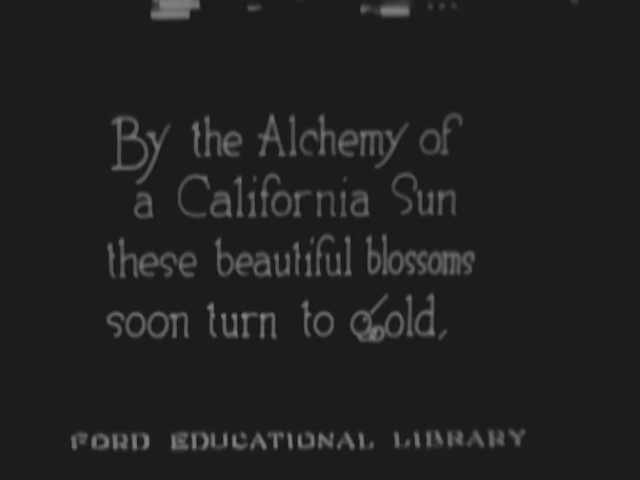 By the Alchemy of
a California Sun
these beautiful blossoms
soon turn to Gold.
FORD EDUCATIONAL LIBRARY